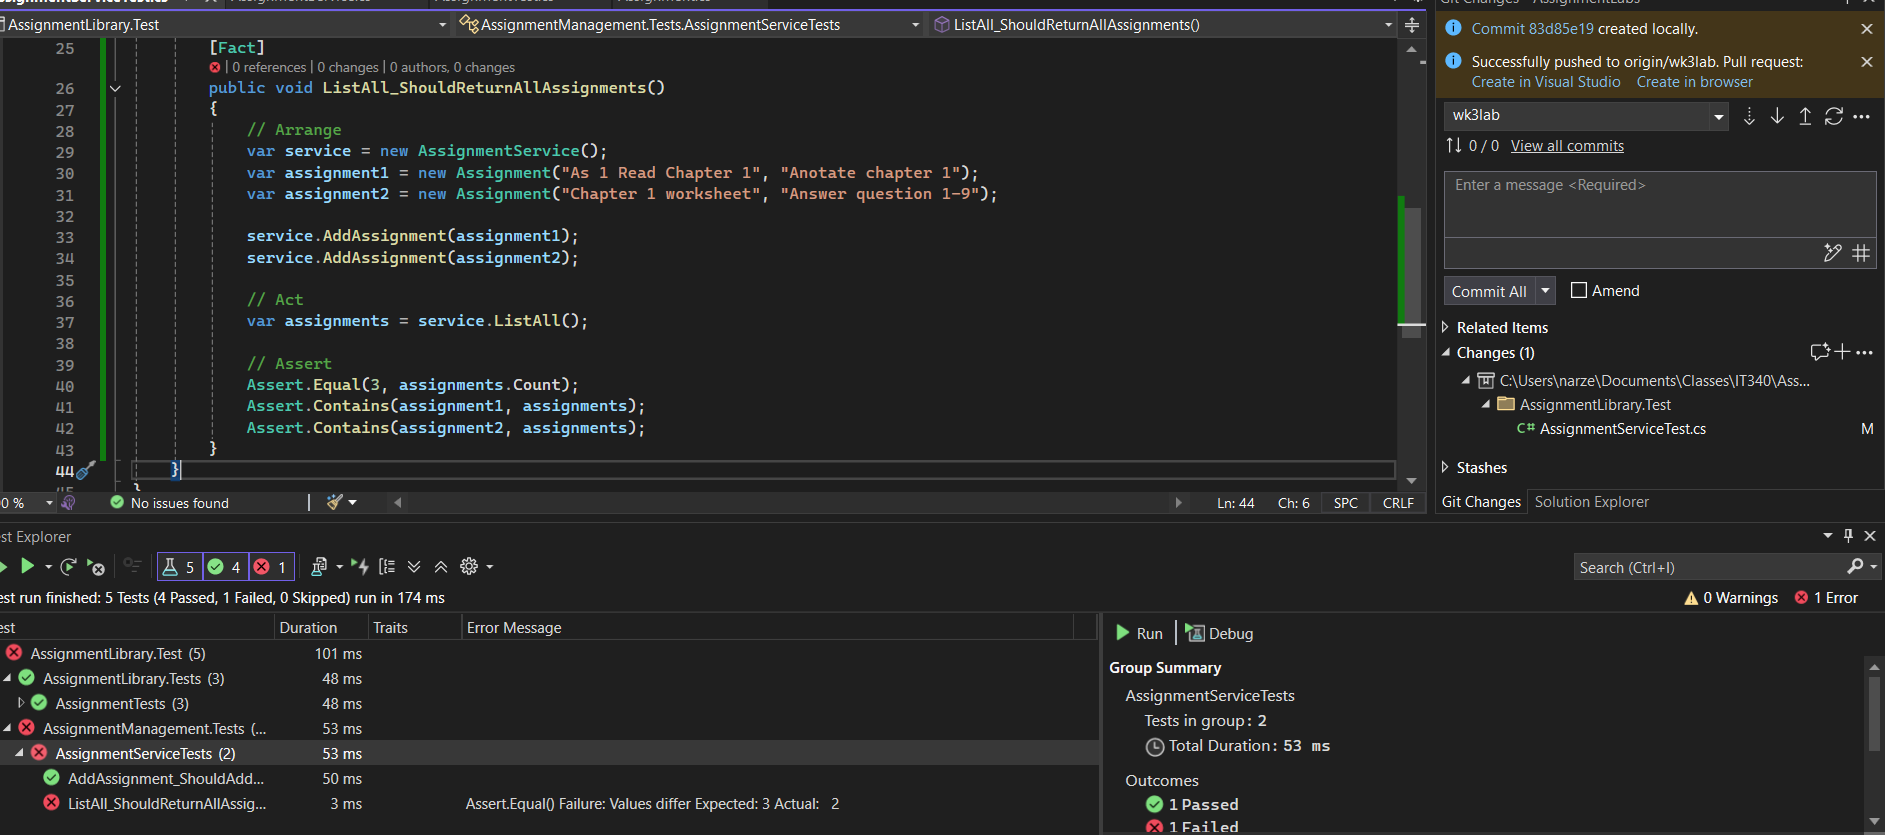 AssignmentLibrary.Test
AssignmentManagement.Tests.AssignmentServiceTests
ListAll_ShouldReturnAllAssignments()
25 [Fact]
| 0 references | 0 changes | 0 authors, 0 changes
26 public void ListAll_ShouldReturnAllAssignments()
27 {
28 // Arrange
29 var service = new AssignmentService();
30 var assignment1 = new Assignment("As 1 Read Chapter 1", "Anotate chapter 1");
31 var assignment2 = new Assignment("Chapter 1 worksheet", "Answer question 1-9");
32
33 service.AddAssignment(assignment1);
34 service.AddAssignment(assignment2);
35
36 // Act
37 var assignments = service.ListAll();
38
39 // Assert
40 Assert.Equal(3, assignments.Count);
41 Assert.Contains(assignment1, assignments);
42 Assert.Contains(assignment2, assignments);
43 }
44 }
0 % No issues found Ln: 44 Ch: 6 SPC CRLF
Commit 83d85e19 created locally.
Successfully pushed to origin/wk3lab. Pull request:
Create in Visual Studio Create in browser
wk3lab
0 / 0 View all commits
Enter a message <Required>
Commit All Amend
Related Items
Changes (1)
C:\Users\narze\Documents\Classes\IT340\Ass...
AssignmentLibrary.Test
C# AssignmentServiceTest.cs M
Stashes
Git Changes Solution Explorer
est Explorer
5 4 1
Search (Ctrl+I)
est run finished: 5 Tests (4 Passed, 1 Failed, 0 Skipped) run in 174 ms
0 Warnings 1 Error
est Duration Traits Error Message
AssignmentLibrary.Test (5) 101 ms
AssignmentLibrary.Tests (3) 48 ms
AssignmentTests (3) 48 ms
AssignmentManagement.Tests (... 53 ms
AssignmentServiceTests (2) 53 ms
AddAssignment_ShouldAdd... 50 ms
ListAll_ShouldReturnAllAssig... 3 ms Assert.Equal() Failure: Values differ Expected: 3 Actual: 2
Run Debug
Group Summary
AssignmentServiceTests
Tests in group: 2
Total Duration: 53 ms
Outcomes
1 Passed
1 Failed